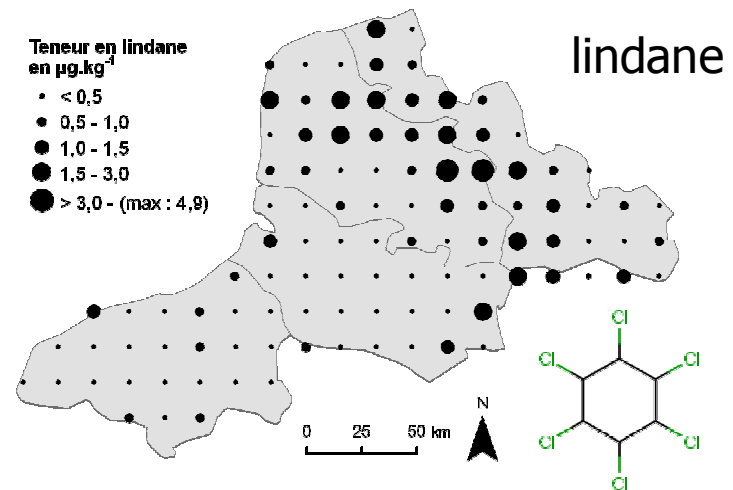 lindane
Teneur en lindane
en µg.kg-1
< 0,5
0,5 - 1,0
1,0 - 1,5
1,5 - 3,0
> 3,0 - (max : 4,9)
N
0 25 50 km
Cl
Cl Cl
Cl Cl
Cl